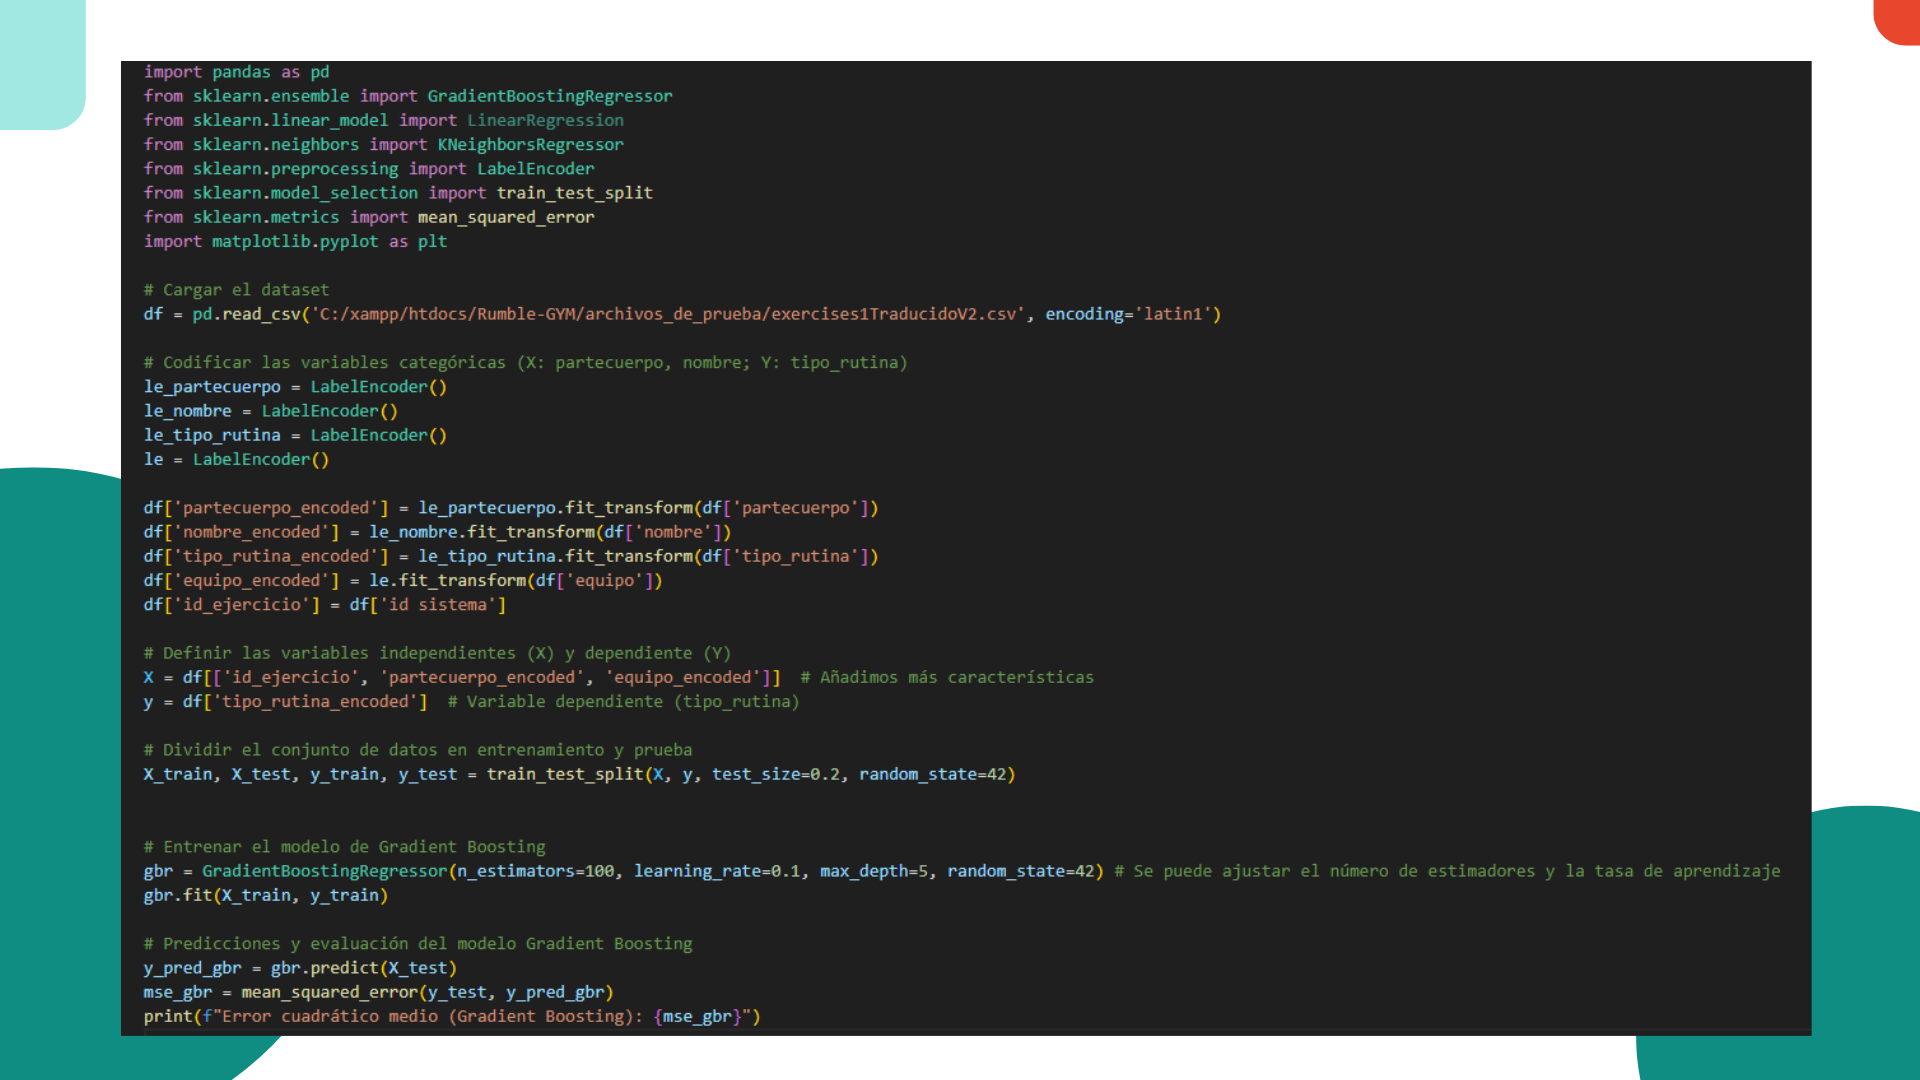 import pandas as pd
from sklearn.ensemble import GradientBoostingRegressor
from sklearn.linear_model import LinearRegression
from sklearn.neighbors import KNeighborsRegressor
from sklearn.preprocessing import LabelEncoder
from sklearn.model_selection import train_test_split
from sklearn.metrics import mean_squared_error
import matplotlib.pyplot as plt
# Cargar el dataset
df = pd.read_csv('C:/xampp/htdocs/Rumble-GYM/archivos_de_prueba/exercises1TraducidoV2.csv', encoding='latin1')
# Codificar las variables categóricas (X: partecuerpo, nombre; Y: tipo_rutina)
le_partecuerpo = LabelEncoder()
le_nombre = LabelEncoder()
le_tipo_rutina = LabelEncoder()
le = LabelEncoder()
df['partecuerpo_encoded'] = le_partecuerpo.fit_transform(df['partecuerpo'])
df['nombre_encoded'] = le_nombre.fit_transform(df['nombre'])
df['tipo_rutina_encoded'] = le_tipo_rutina.fit_transform(df['tipo_rutina'])
df['equipo_encoded'] = le.fit_transform(df['equipo'])
df['id_ejercicio'] = df['id sistema']
# Definir las variables independientes (X) y dependiente (Y)
X = df[['id_ejercicio', 'partecuerpo_encoded', 'equipo_encoded']]  # Añadimos más características
y = df['tipo_rutina_encoded']  # Variable dependiente (tipo_rutina)
# Dividir el conjunto de datos en entrenamiento y prueba
X_train, X_test, y_train, y_test = train_test_split(X, y, test_size=0.2, random_state=42)
# Entrenar el modelo de Gradient Boosting
gbr = GradientBoostingRegressor(n_estimators=100, learning_rate=0.1, max_depth=5, random_state=42) # Se puede ajustar el número de estimadores y la tasa de aprendizaje
gbr.fit(X_train, y_train)
# Predicciones y evaluación del modelo Gradient Boosting
y_pred_gbr = gbr.predict(X_test)
mse_gbr = mean_squared_error(y_test, y_pred_gbr)
print(f"Error cuadrático medio (Gradient Boosting): {mse_gbr}")